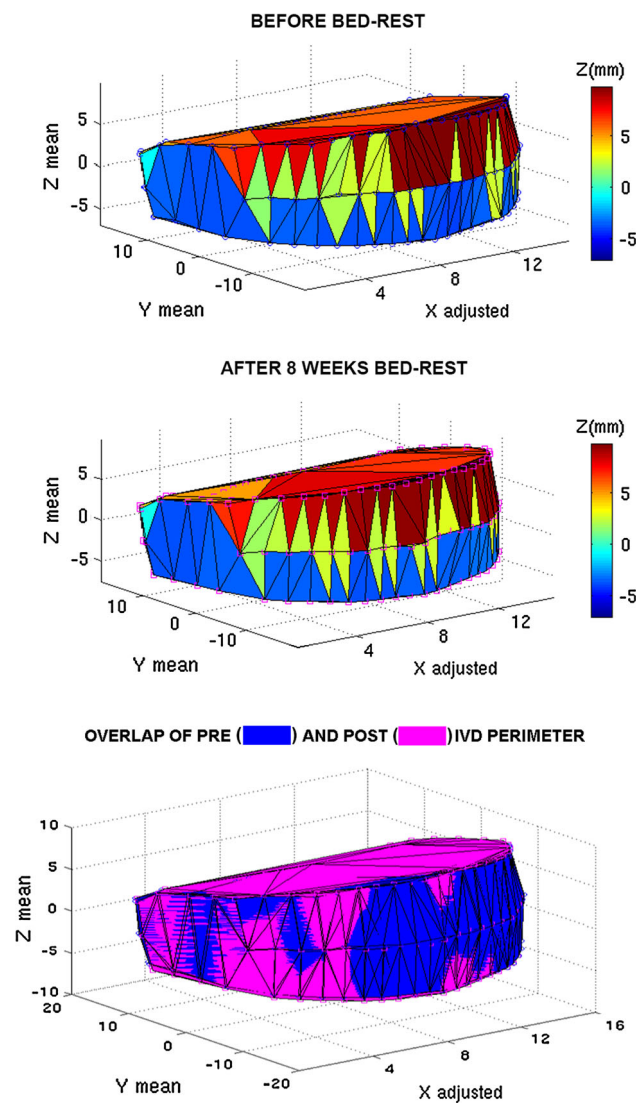 BEFORE BED-REST
Z(mm)
5
0
-5
Z mean
5
0
-5
10
0
-10
Y mean
4
8
12
X adjusted
AFTER 8 WEEKS BED-REST
Z(mm)
5
0
-5
Z mean
5
0
-5
10
0
-10
Y mean
4
8
12
X adjusted
OVERLAP OF PRE ( ) AND POST ( )IVD PERIMETER
10
5
0
-5
-10
Z mean
20
10
0
-10
-20
Y mean
4
8
12
16
X adjusted